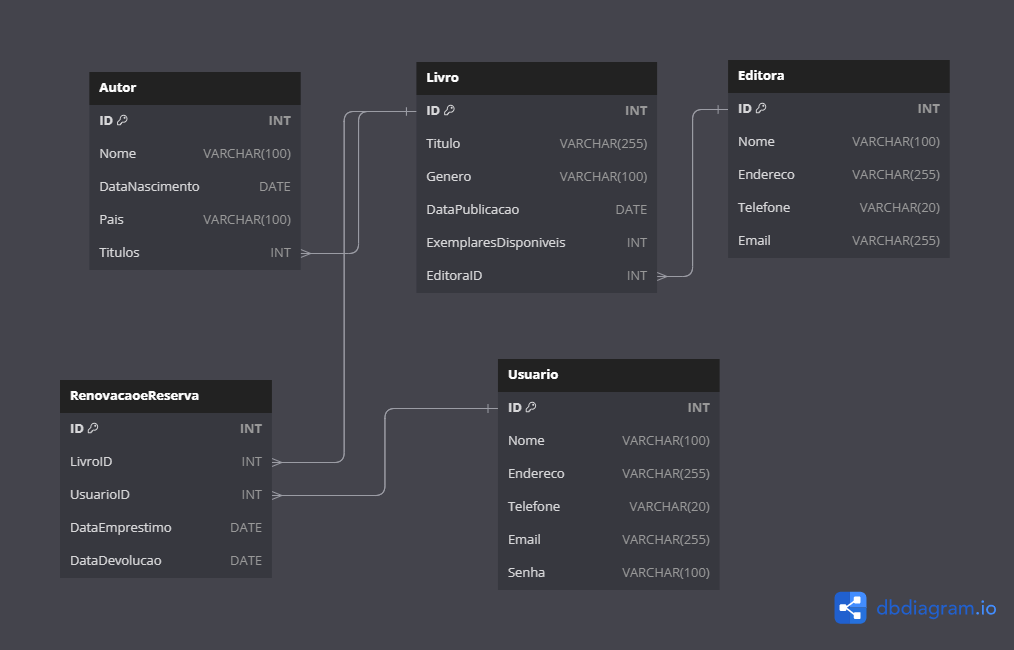 Autor
ID INT
Nome VARCHAR(100)
DataNascimento DATE
Pais VARCHAR(100)
Titulos INT
Livro
ID INT
Titulo VARCHAR(255)
Genero VARCHAR(100)
DataPublicacao DATE
ExemplaresDisponiveis INT
EditoraID INT
Editora
ID INT
Nome VARCHAR(100)
Endereco VARCHAR(255)
Telefone VARCHAR(20)
Email VARCHAR(255)
RenovacaoeReserva
ID INT
LivroID INT
UsuarioID INT
DataEmprestimo DATE
DataDevolucao DATE
Usuario
ID INT
Nome VARCHAR(100)
Endereco VARCHAR(255)
Telefone VARCHAR(20)
Email VARCHAR(255)
Senha VARCHAR(100)
dbdiagram.io